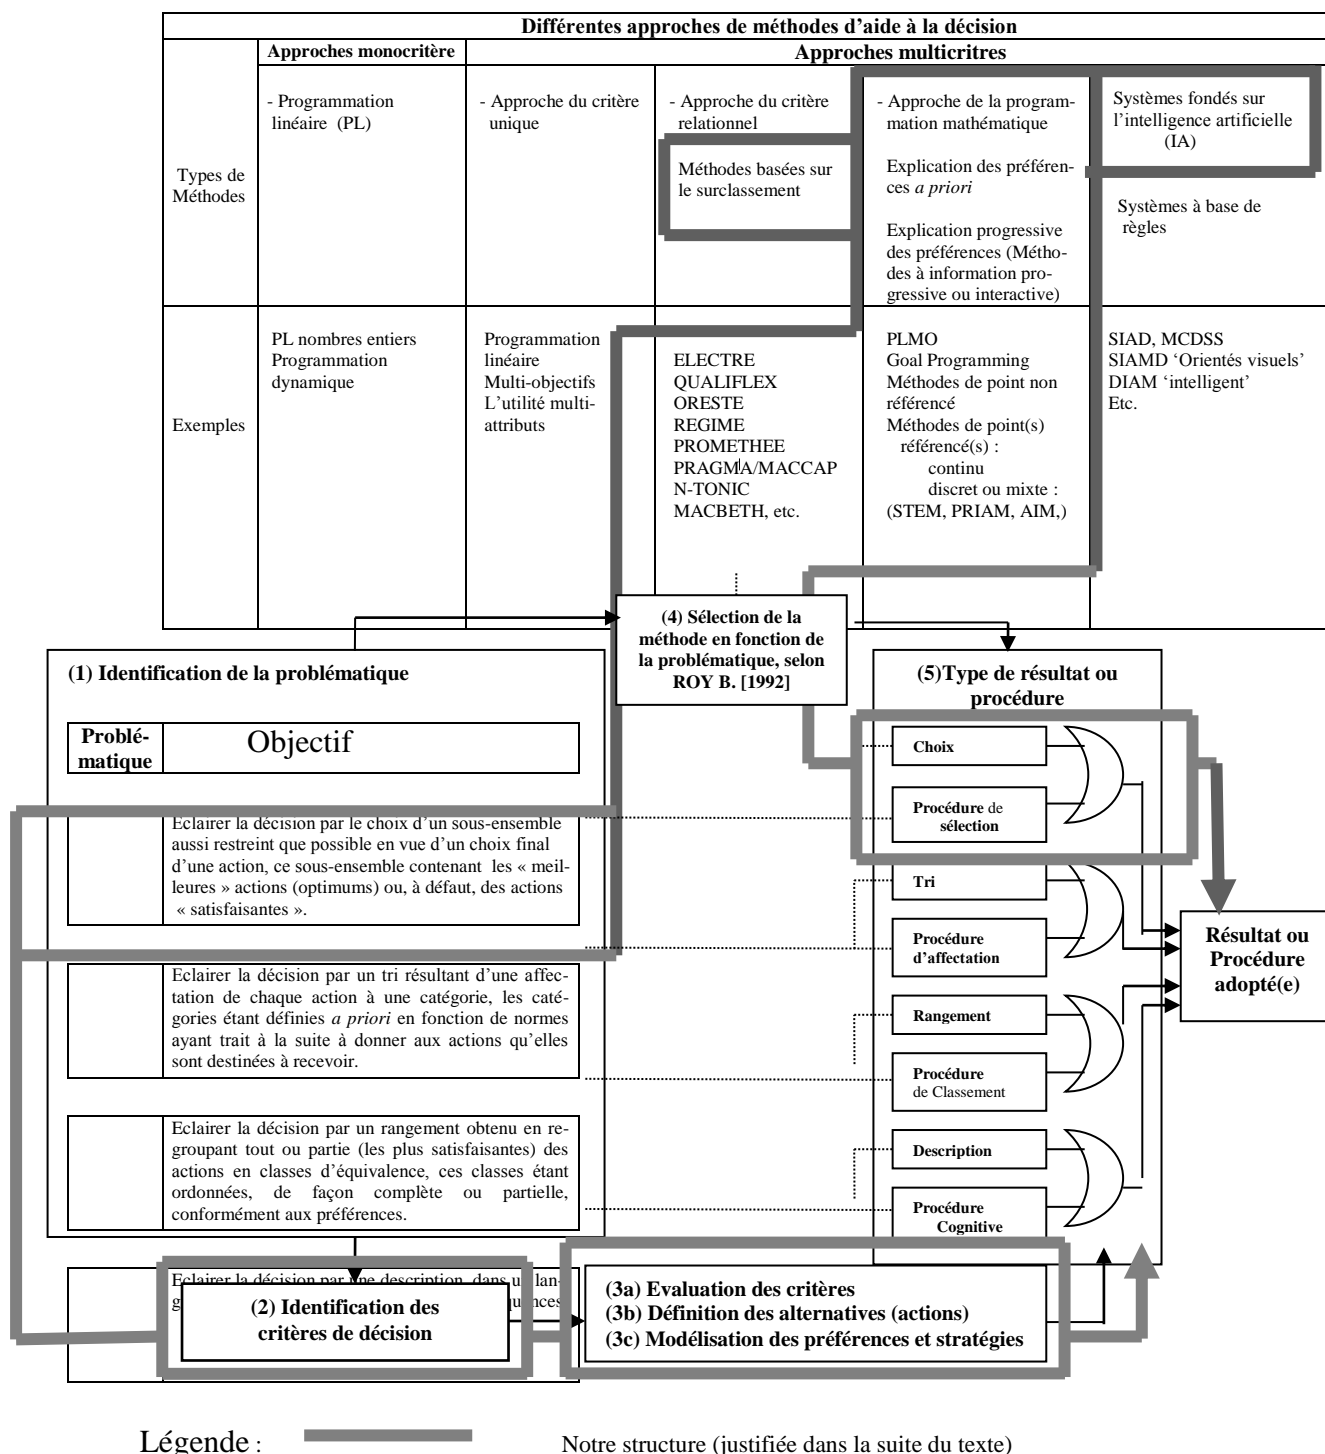 Différentes approches de méthodes d'aide à la décision
Approches monocritère
Approches multicritres
Types de
Méthodes
- Programmation
linéaire (PL)
- Approche du critère
unique
- Approche du critère
relationnel
Méthodes basées sur
le surclassement
- Approche de la program-
mation mathématique
Explication des préféren-
ces a priori
Explication progressive
des préférences (Métho-
des à information pro-
gressive ou interactive)
Systèmes fondés sur
l'intelligence artificielle
(IA)
Systèmes à base de
règles
Exemples
PL nombres entiers
Programmation
dynamique
Programmation
linéaire
Multi-objectifs
L'utilité multi-
attributs
ELECTRE
QUALIFLEX
ORESTE
REGIME
PROMETHEE
PRAGMA/MACCAP
N-TONIC
MACBETH, etc.
PLMO
Goal Programming
Méthodes de point non
référencé
Méthodes de point(s)
référencé(s) :
continu
discret ou mixte :
(STEM, PRIAM, AIM,)
SIAD, MCDSS
SIAMD 'Orientés visuels'
DIAM 'intelligent'
Etc.
(4) Sélection de la
méthode en fonction de
la problématique, selon
ROY B. [1992]
(1) Identification de la problématique
Problé-
matique
Objectif
Eclairer la décision par le choix d'un sous-ensemble
aussi restreint que possible en vue d'un choix final
d'une action, ce sous-ensemble contenant les « meil-
leures » actions (optimums) ou, à défaut, des actions
« satisfaisantes ».
Eclairer la décision par un tri résultant d'une affec-
tation de chaque action à une catégorie, les caté-
gories étant définies a priori en fonction de normes
ayant trait à la suite à donner aux actions qu'elles
sont destinées à recevoir.
Eclairer la décision par un rangement obtenu en re-
groupant tout ou partie (les plus satisfaisantes) des
actions en classes d'équivalence, ces classes étant
ordonnées, de façon complète ou partielle,
conformément aux préférences.
Eclairer la décision par une description, dans un lan-
(5)Type de résultat ou
procédure
Choix
Procédure de
sélection
Tri
Procédure
d'affectation
Rangement
Procédure
de Classement
Description
Procédure
Cognitive
Résultat ou
Procédure
adopté(e)
(2) Identification des
critères de décision
(3a) Evaluation des critères
(3b) Définition des alternatives (actions)
(3c) Modélisation des préférences et stratégies
Légende :
Notre structure (justifiée dans la suite du texte)